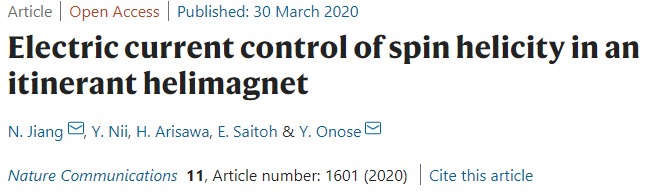 Article | Open Access | Published: 30 March 2020
Electric current control of spin helicity in an
itinerant helimagnet
N. Jiang, Y. Nii, H. Arisawa, E. Saitoh & Y. Onose
Nature Communications 11, Article number: 1601 (2020) | Cite this article